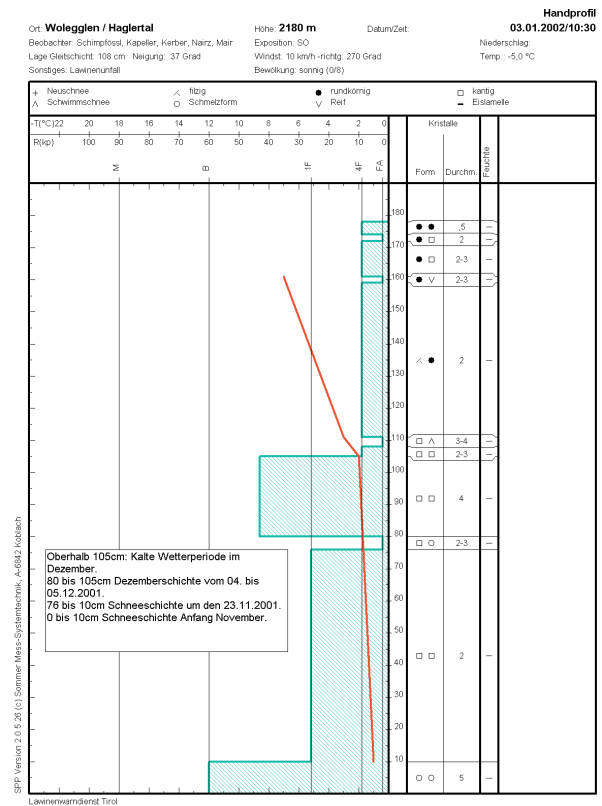 Handprofil
Ort: Wolegglen / Haglertal Höhe: 2180 m Datum/Zeit: 03.01.2002/10:30
Beobachter: Schimpfössl, Kapeller, Kerber, Nairz, Mair Exposition: SO Niederschlag:
Lage Gleitschicht: 108 cm Neigung: 37 Grad Windst: 10 km/h -richtg: 270 Grad Temp.: -5,0 °C
Sonstiges: Lawinenunfall Bewölkung: sonnig (0/8)
+ Neuschnee filzig ● rundkörnig □ kantig
∧ Schwimmschnee ○ Schmelzform ∨ Reif – Eislamelle
-T(°C)22 20 18 16 14 12 10 8 6 4 2 0 Kristalle
R(kp) 100 90 80 70 60 50 40 30 20 10 0
M B 1F 4F FA Form Durchm. Feuchte
180
● ● ,5 –
● □ 2 –
170
● □ 2-3 –
160
● ∨ 2-3 –
150
140
● 2 –
130
120
110
□ ∧ 3-4 –
□ □ 2-3 –
100
□ □ 4 –
90
80
□ ○ 2-3 –
Oberhalb 105cm: Kalte Wetterperiode im
Dezember.
80 bis 105cm Dezemberschichte vom 04. bis
05.12.2001.
76 bis 10cm Schneeschichte um den 23.11.2001.
0 bis 10cm Schneeschichte Anfang November.
70
60
50
□ □ 2 –
40
30
20
10
○ ○ 5 –
SPP Version 2.0.5.26 (c) Sommer Mess-Systemtechnik, A-6842 Koblach
Lawinenwarndienst Tirol